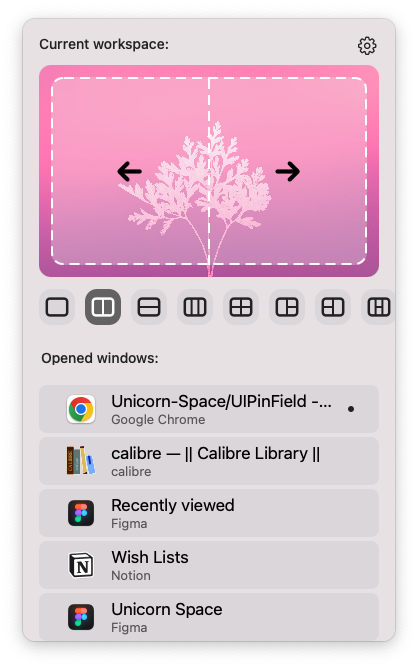 Current workspace:
Opened windows:
Unicorn-Space/UIPinField -...
Google Chrome
calibre — || Calibre Library ||
calibre
Recently viewed
Figma
Wish Lists
Notion
Unicorn Space
Figma